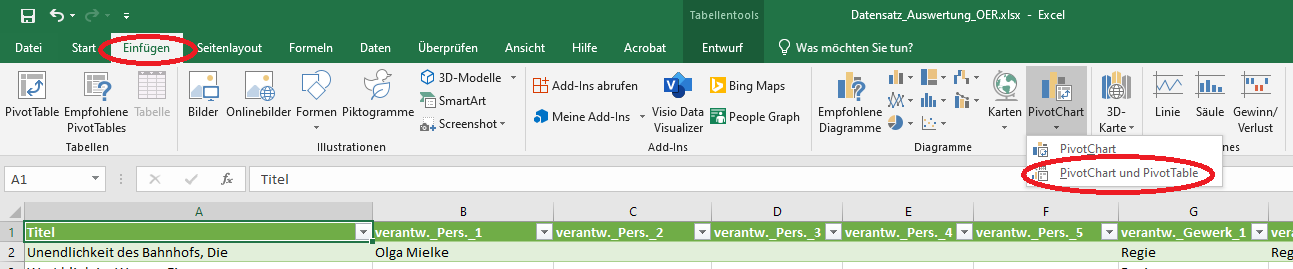 Tabellentools
Datensatz_Auswertung_OER.xlsx - Excel
Datei Start Einfügen Seitenlayout Formeln Daten Überprüfen Ansicht Hilfe Acrobat Entwurf Was möchten Sie tun?
PivotTable Empfohlene PivotTables Tabelle
Tabellen
Bilder Onlinebilder Formen Piktogramme
3D-Modelle
SmartArt
Screenshot
Illustrationen
Add-Ins abrufen
Meine Add-Ins
Visio Data Visualizer
Bing Maps
People Graph
Add-Ins
Empfohlene Diagramme
Karten PivotChart
Diagramme
3D-Karte
Linie Säule Gewinn/Verlust
PivotChart
PivotChart und PivotTable
nes
A1 fx Titel
A B C D E F G
1 Titel verantw._Pers._1 verantw._Pers._2 verantw._Pers._3 verantw._Pers._4 verantw._Pers._5 verantw._Gewerk_1 vera
2 Unendlichkeit des Bahnhofs, Die Olga Mielke Regie Reg